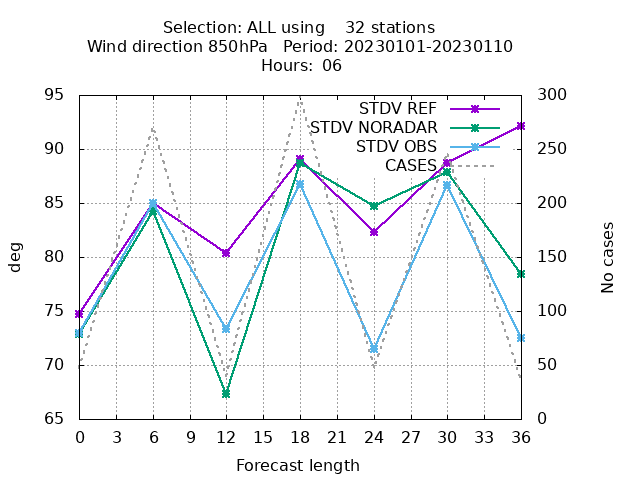 Selection: ALL using    32 stations
Wind direction 850hPa   Period: 20230101-20230110
Hours: 06
95 300
STDV REF
STDV NORADAR
90 STDV OBS 250
CASES
85 200
80 150
75 100
70 50
65 0
deg
No cases
0 3 6 9 12 15 18 21 24 27 30 33 36
Forecast length